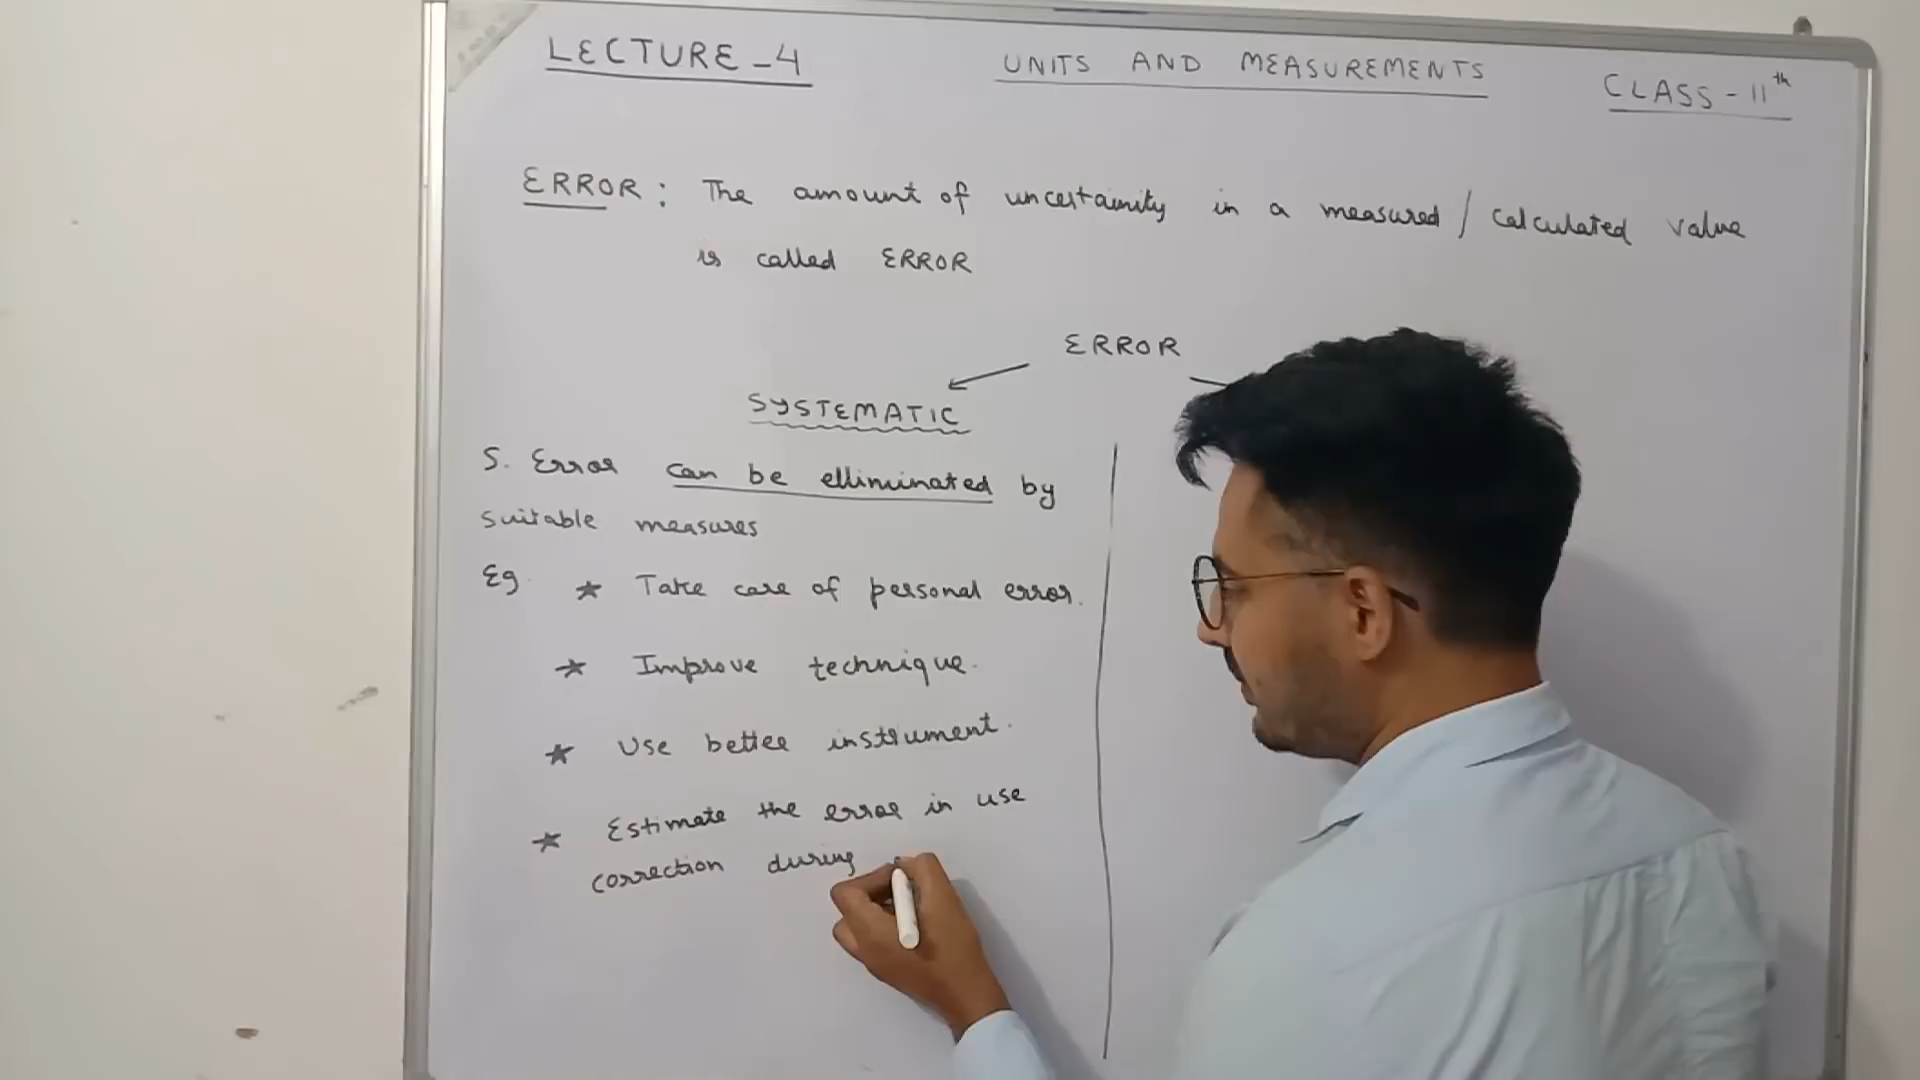 LECTURE - 4
UNITS AND MEASUREMENTS
CLASS - 11th
ERROR : The amount of uncertainity in a measured / calculated value
is called ERROR
ERROR
SYSTEMATIC
S. Error can be elliminated by
suitable measures
Eg. * Take care of personal error.
* Improve technique.
* Use better instrument.
* Estimate the error in use
correction during